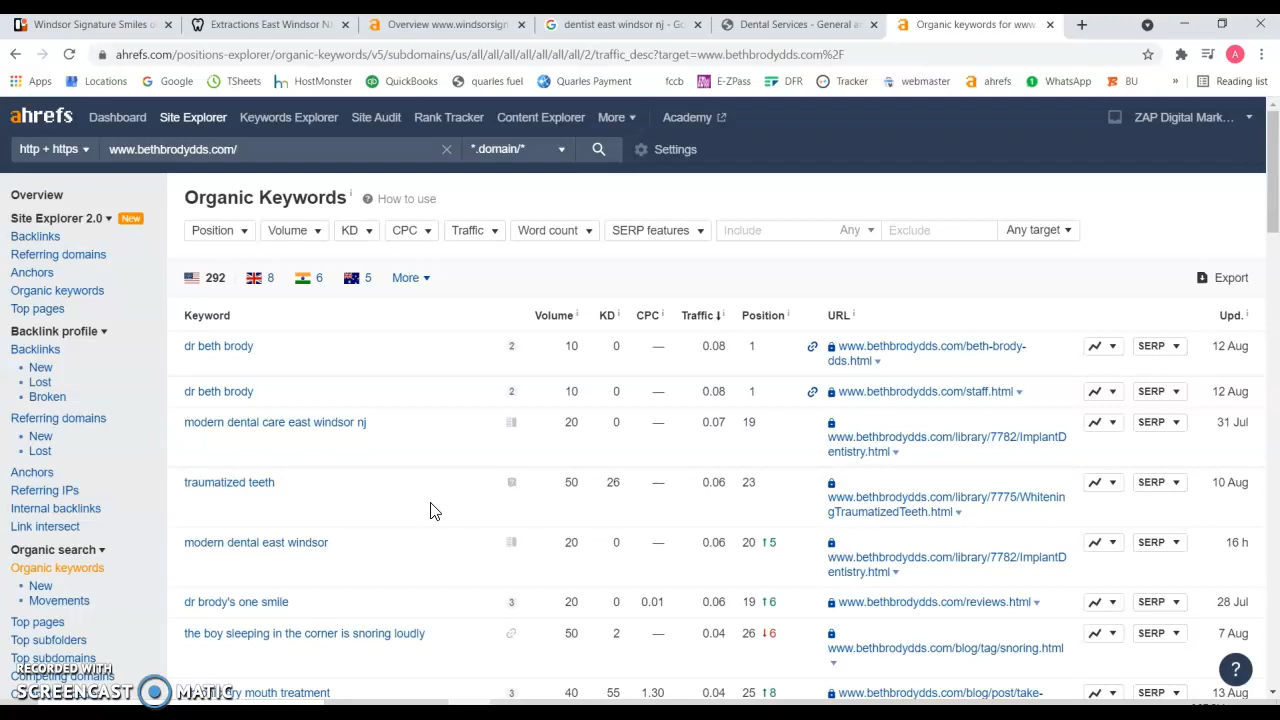 Windsor Signature Smiles of
Extractions East Windsor NJ
Overview www.windsorsign
dentist east windsor nj - Go
Dental Services - General an
Organic keywords for www.
ahrefs.com/positions-explorer/organic-keywords/v5/subdomains/us/all/all/all/all/all/all/all/2/traffic_desc?target=www.bethbrodydds.com%2F
A
Apps Locations Google TSheets HostMonster QuickBooks quarles fuel Quarles Payment fccb E-ZPass DFR Tracker webmaster ahrefs WhatsApp BU » Reading list
ahrefs Dashboard Site Explorer Keywords Explorer Site Audit Rank Tracker Content Explorer More Academy ZAP Digital Mark...
http + https www.bethbrodydds.com/ *.domain/* Settings
Overview
Site Explorer 2.0 New
Backlinks
Referring domains
Anchors
Organic keywords
Top pages
Backlink profile
Backlinks
New
Lost
Broken
Referring domains
New
Lost
Anchors
Referring IPs
Internal backlinks
Link intersect
Organic search
Organic keywords
New
Movements
Top pages
Top subfolders
Top subdomains
Competing domains
Organic Keywords i ? How to use
Position Volume KD CPC Traffic Word count SERP features Include Any Exclude Any target
292 8 6 5 More Export
Keyword Volume i KD i CPC i Traffic i Position i URL i Upd. i
dr beth brody 2 10 0 — 0.08 1 www.bethbrodydds.com/beth-brody-
dds.html SERP 12 Aug
dr beth brody 2 10 0 — 0.08 1 www.bethbrodydds.com/staff.html SERP 12 Aug
modern dental care east windsor nj 20 0 — 0.07 19 SERP 31 Jul
www.bethbrodydds.com/library/7782/ImplantD
entistry.html
traumatized teeth 50 26 — 0.06 23 SERP 10 Aug
www.bethbrodydds.com/library/7775/Whitenin
gTraumatizedTeeth.html
modern dental east windsor 20 0 — 0.06 20 ↑5 SERP 16 h
www.bethbrodydds.com/library/7782/ImplantD
entistry.html
dr brody's one smile 3 20 0 0.01 0.06 19 ↑6 www.bethbrodydds.com/reviews.html SERP 28 Jul
the boy sleeping in the corner is snoring loudly 50 2 — 0.04 26 ↓6 SERP 7 Aug
www.bethbrodydds.com/blog/tag/snoring.html
dry mouth treatment 3 40 55 1.30 0.04 25 ↑8 www.bethbrodydds.com/blog/post/take- SERP 13 Aug
?
RECORDED WITH
SCREENCAST MATIC